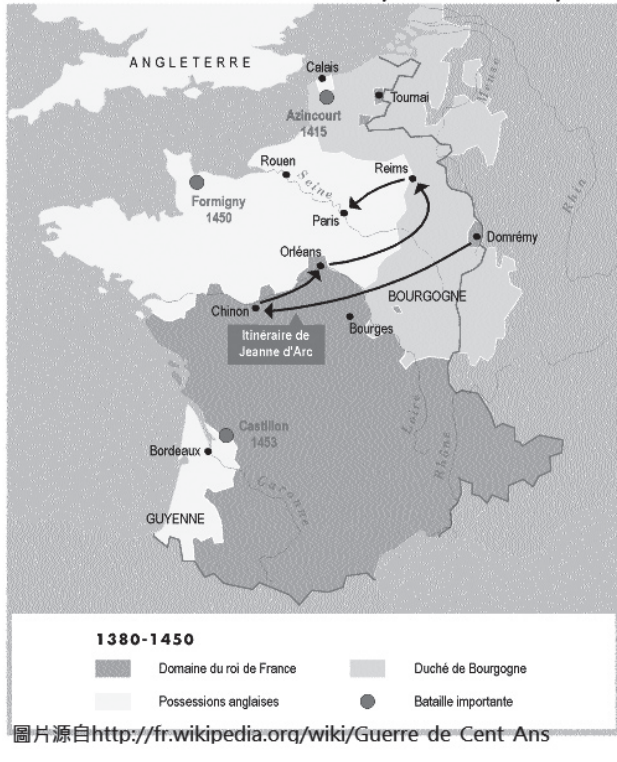 ANGLETERRE
Calais
Azincourt
1415
Tournai
Meuse
Rhin
Rouen
Seine
Reims
Formigny
1450
Paris
Domrémy
Orléans
BOURGOGNE
Chinon
Bourges
Itinéraire de
Jeanne d'Arc
Loire
Rhône
Castillon
1453
Bordeaux
Garonne
GUYENNE
1380-1450
Domaine du roi de France
Duché de Bourgogne
Possessions anglaises
Bataille importante
圖片源自http://fr.wikipedia.org/wiki/Guerre de Cent Ans